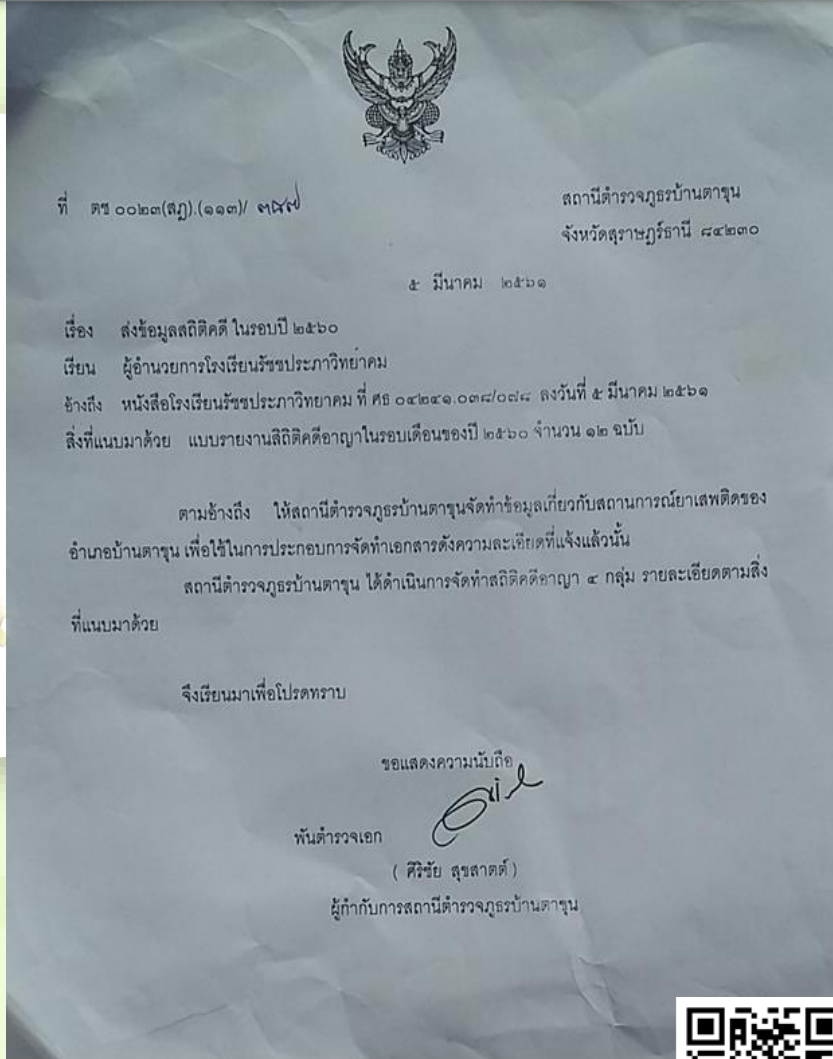 ที่ ตช ๐๐๒๓(สฎ).(๑๑๓)/
สถานีตำรวจภูธรบ้านตาขุน
จังหวัดสุราษฎร์ธานี ๘๔๒๓๐
๕ มีนาคม ๒๕๖๑
เรื่อง ส่งข้อมูลสถิติคดี ในรอบปี ๒๕๖๐
เรียน ผู้อำนวยการโรงเรียนรัชชประภาวิทยาคม
อ้างถึง หนังสือโรงเรียนรัชชประภาวิทยาคม ที่ ศธ ๐๔๒๔๑.๐๓๘/๐๗๘ ลงวันที่ ๕ มีนาคม ๒๕๖๑
สิ่งที่แนบมาด้วย แบบรายงานสิถิติคดีอาญาในรอบเดือนของปี ๒๕๖๐ จำนวน ๑๒ ฉบับ
ตามอ้างถึง ให้สถานีตำรวจภูธรบ้านตาขุนจัดทำข้อมูลเกี่ยวกับสถานการณ์ยาเสพติดของ
อำเภอบ้านตาขุน เพื่อใช้ในการประกอบการจัดทำเอกสารดังความละเอียดที่แจ้งแล้วนั้น
สถานีตำรวจภูธรบ้านตาขุน ได้ดำเนินการจัดทำสถิติคดีอาญา ๔ กลุ่ม รายละเอียดตามสิ่ง
ที่แนบมาด้วย
จึงเรียนมาเพื่อโปรดทราบ
ขอแสดงความนับถือ
พันตำรวจเอก
( ศิริชัย สุขสาตต์ )
ผู้กำกับการสถานีตำรวจภูธรบ้านตาขุน